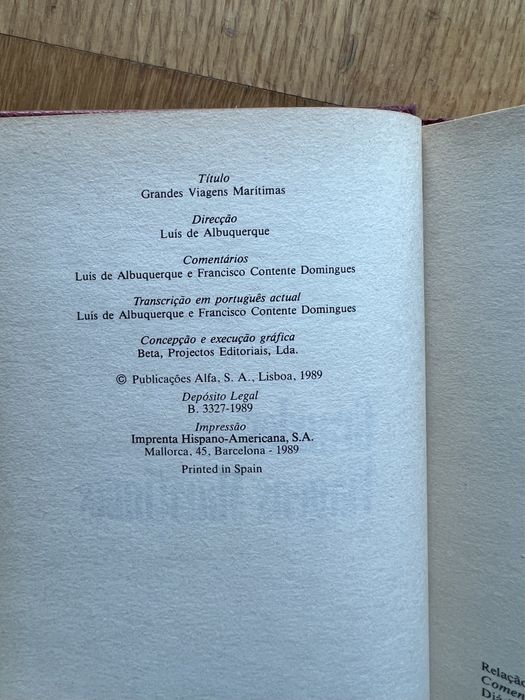 Título
Grandes Viagens Marítimas
Direcção
Luís de Albuquerque
Comentários
Luís de Albuquerque e Francisco Contente Domingues
Transcrição em português actual
Luís de Albuquerque e Francisco Contente Domingues
Concepção e execução gráfica
Beta, Projectos Editoriais, Lda.
© Publicações Alfa, S. A., Lisboa, 1989
Depósito Legal
B. 3327-1989
Impressão
Imprenta Hispano-Americana, S.A.
Mallorca, 45, Barcelona - 1989
Printed in Spain
Relação